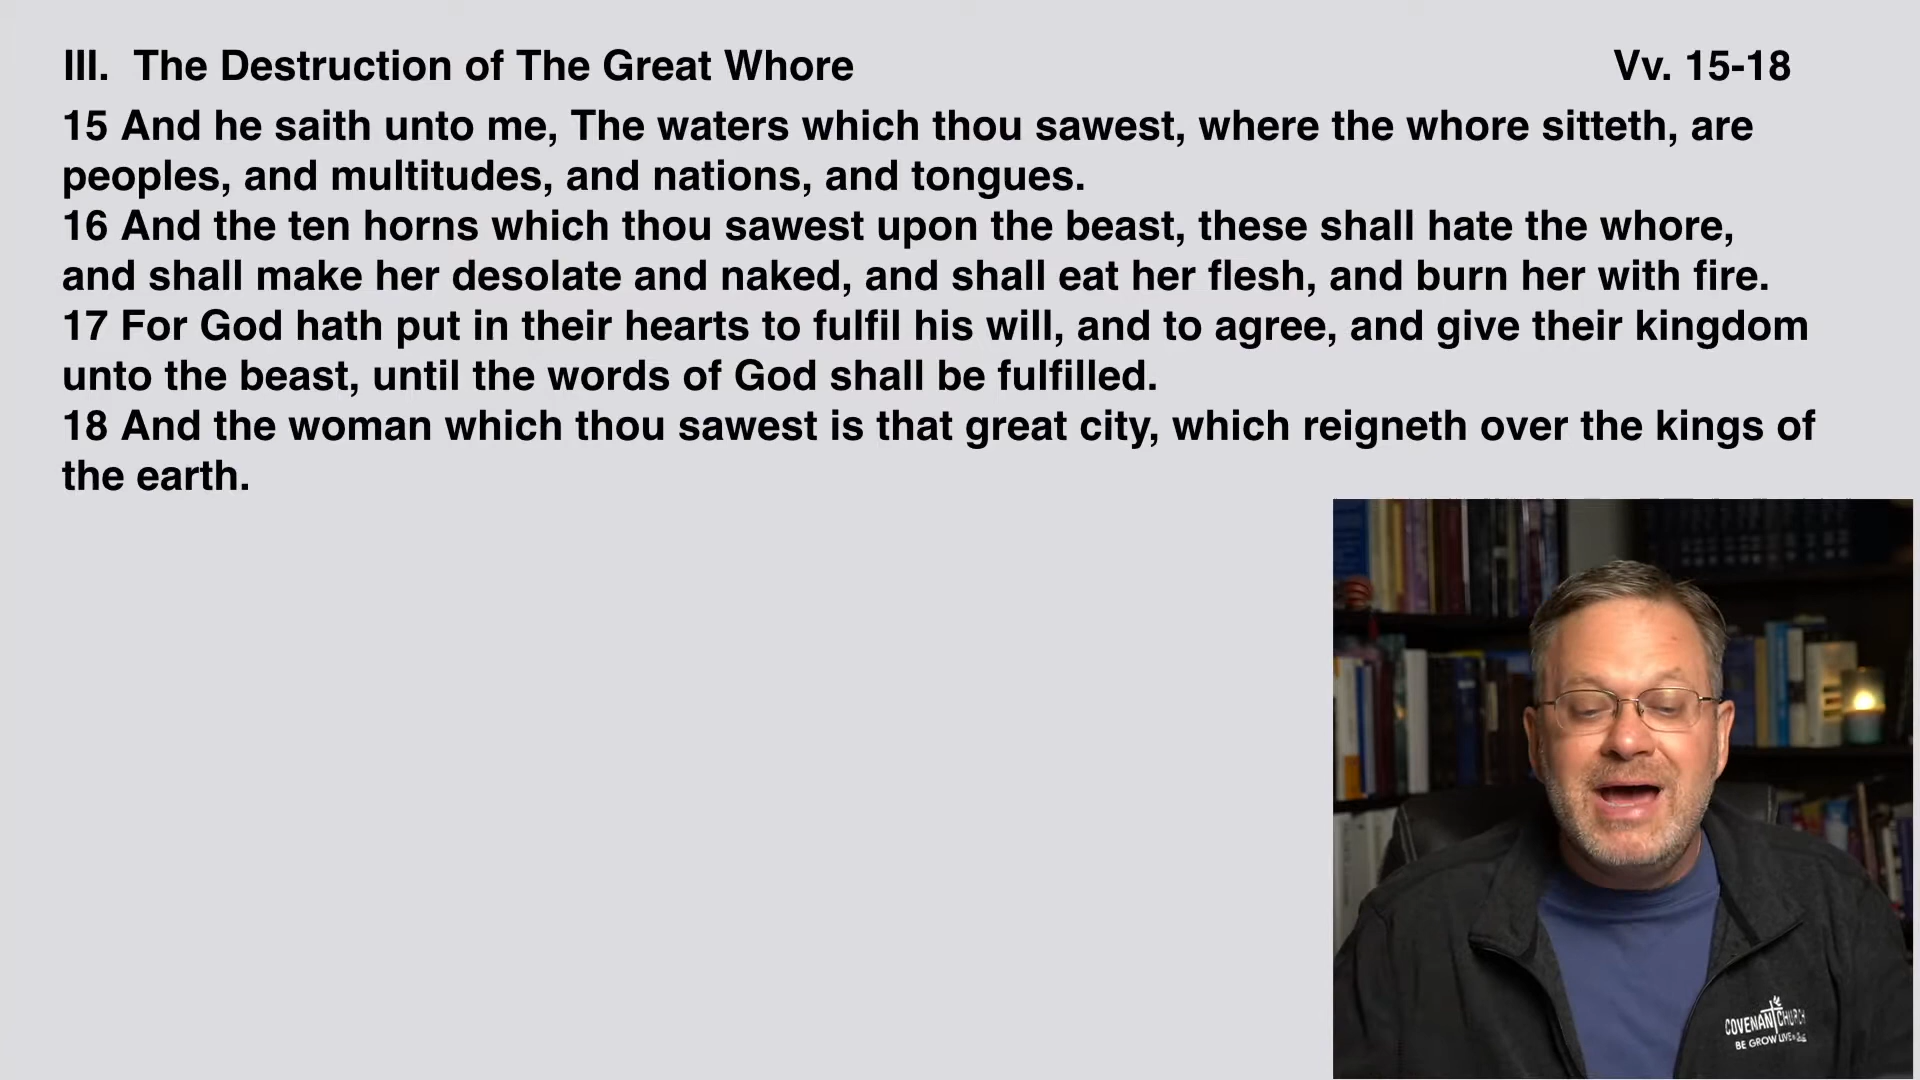 III. The Destruction of The Great Whore Vv. 15-18
15 And he saith unto me, The waters which thou sawest, where the whore sitteth, are
peoples, and multitudes, and nations, and tongues.
16 And the ten horns which thou sawest upon the beast, these shall hate the whore,
and shall make her desolate and naked, and shall eat her flesh, and burn her with fire.
17 For God hath put in their hearts to fulfil his will, and to agree, and give their kingdom
unto the beast, until the words of God shall be fulfilled.
18 And the woman which thou sawest is that great city, which reigneth over the kings of
the earth.
COVENANT CHURCH
BE GROW LIVE